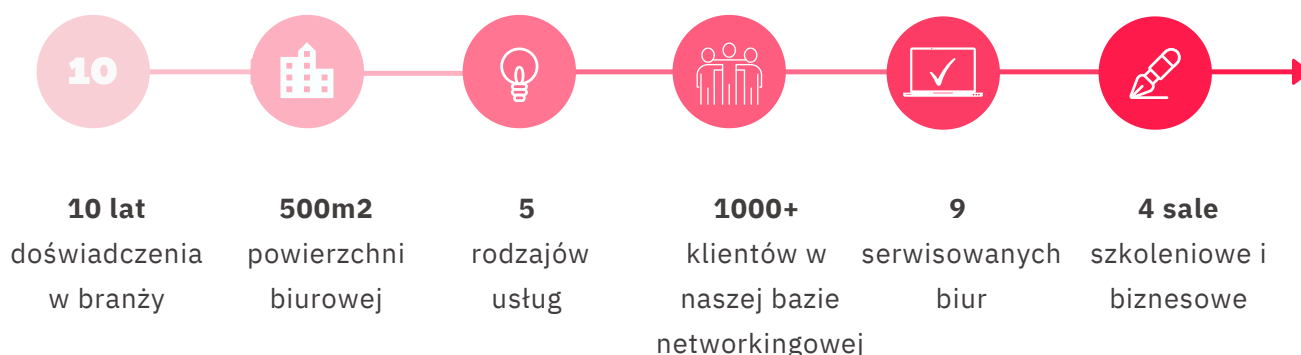 10
10 lat
doświadczenia
w branży
500m2
powierzchni
biurowej
5
rodzajów
usług
1000+
klientów w
naszej bazie
networkingowej
9
serwisowanych
biur
4 sale
szkoleniowe i
biznesowe